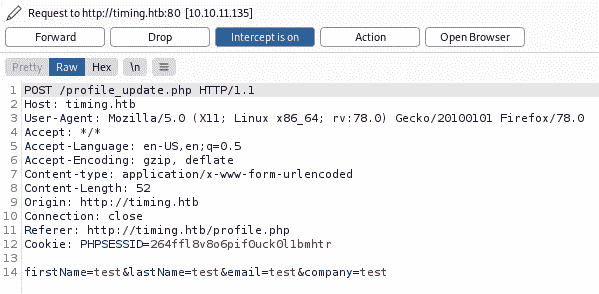 Request to http://timing.htb:80 [10.10.11.135]
Forward Drop Intercept is on Action Open Browser
Pretty Raw Hex \n
1 POST /profile_update.php HTTP/1.1
2 Host: timing.htb
3 User-Agent: Mozilla/5.0 (X11; Linux x86_64; rv:78.0) Gecko/20100101 Firefox/78.0
4 Accept: */*
5 Accept-Language: en-US,en;q=0.5
6 Accept-Encoding: gzip, deflate
7 Content-type: application/x-www-form-urlencoded
8 Content-Length: 52
9 Origin: http://timing.htb
10 Connection: close
11 Referer: http://timing.htb/profile.php
12 Cookie: PHPSESSID=264ffl8v8o6pif0uck0l1bmhtr
13
14 firstName=test&lastName=test&email=test&company=test